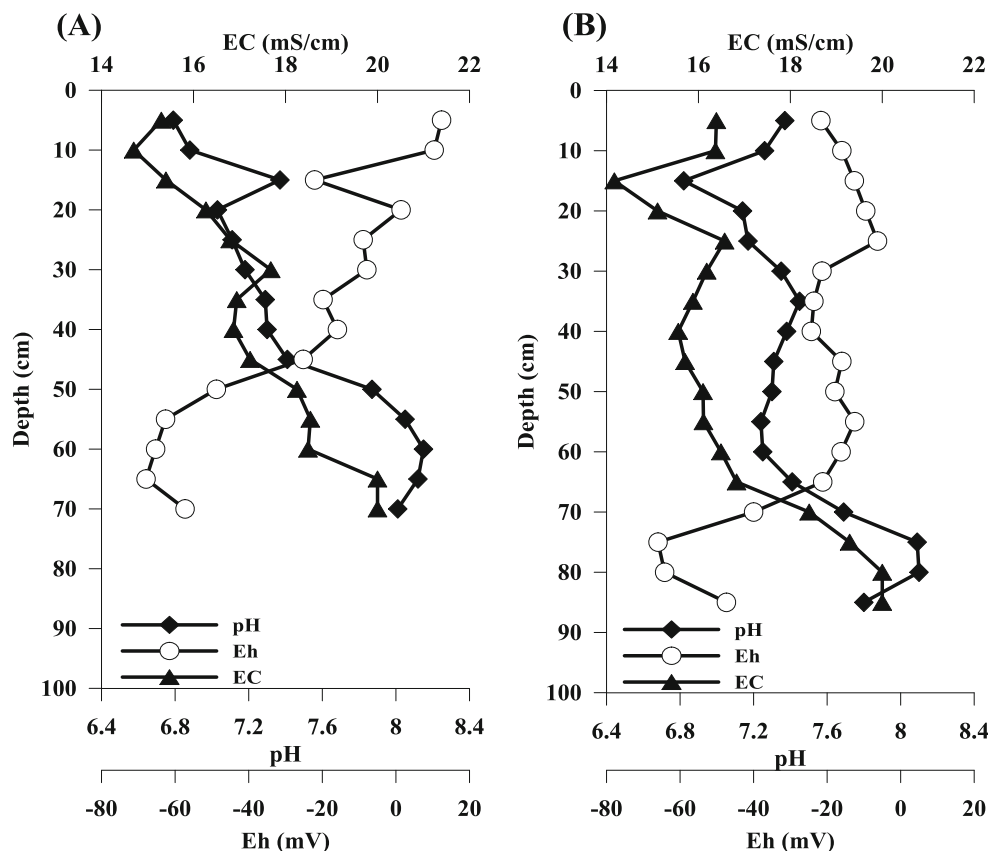 (A)
EC (mS/cm)
14 16 18 20 22
0
10
20
30
40
50
60
70
80
90
100
Depth (cm)
pH
Eh
EC
6.4 6.8 7.2 7.6 8 8.4
pH
-80 -60 -40 -20 0 20
Eh (mV)
(B)
EC (mS/cm)
14 16 18 20 22
0
10
20
30
40
50
60
70
80
90
100
Depth (cm)
pH
Eh
EC
6.4 6.8 7.2 7.6 8 8.4
pH
-80 -60 -40 -20 0 20
Eh (mV)